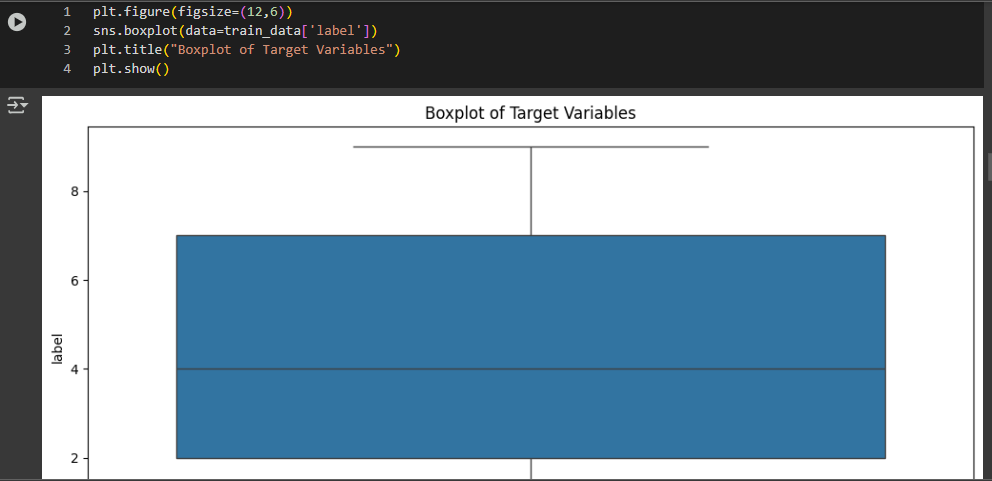 1 plt.figure(figsize=(12,6))
2 sns.boxplot(data=train_data['label'])
3 plt.title("Boxplot of Target Variables")
4 plt.show()
Boxplot of Target Variables
8
6
label
4
2